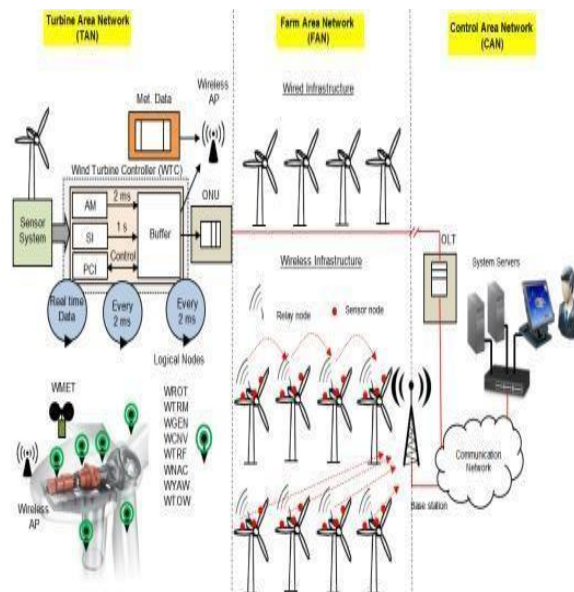 Turbine Area Network
(TAN)
Farm Area Network
(FAN)
Control Area Network
(CAN)
Wireless
AP
Met. Data
Wired Infrastructure
Wind Turbine Controller (WTC)
ONU
Sensor
System
AM
2 ms
SI
1 s
Buffer
Control
PCI
OLT
System Servers
Wireless Infrastructure
Relay node
Sensor node
Real time
Data
Every
2 ms
Every
2 ms
Logical Nodes
WMET
WROT
WTRM
WGEN
WCNV
WTRF
WNAC
WYAW
WTOW
Wireless
AP
Communication
Network
Base station